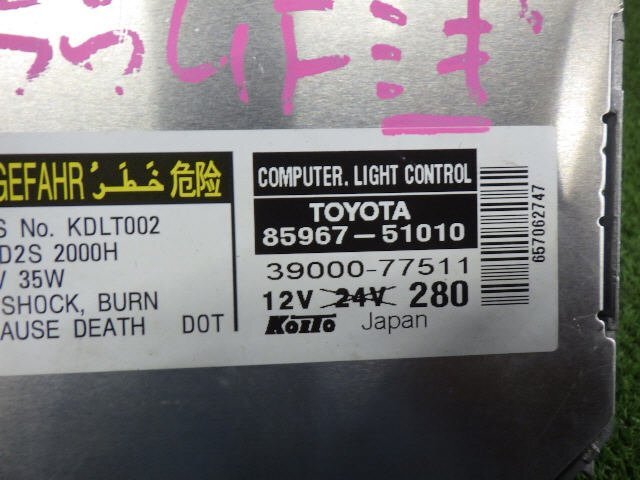 GEFAHR خَطَر 危险
S No. KDLT002
D2S 2000H
V 35W
SHOCK, BURN
AUSE DEATH DOT
COMPUTER. LIGHT CONTROL
TOYOTA
85967-51010
39000-77511
12V 24V 280
KOITO Japan
657062747